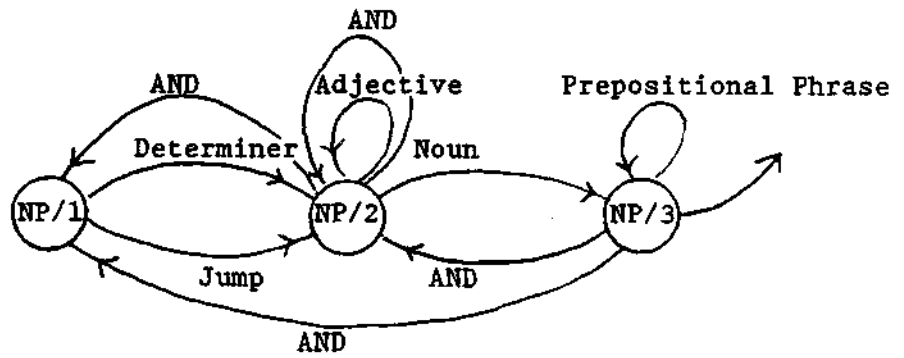 AND
AND
Adjective
Prepositional Phrase
Determiner
Noun
NP/1
NP/2
NP/3
Jump
AND
AND